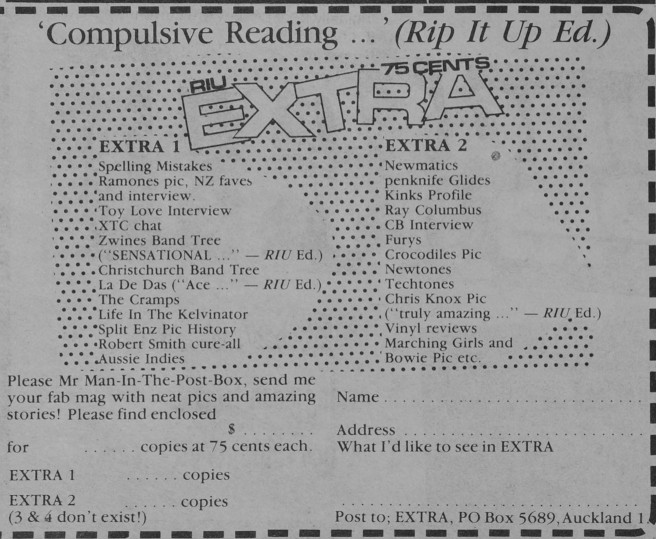 'Compulsive Reading ...' (Rip It Up Ed.)
RIU
EXTRA
75 CENTS
EXTRA 1
Spelling Mistakes
Ramones pic, NZ faves
and interview.
Toy Love Interview
XTC chat
Zwines Band Tree
("SENSATIONAL ..." — RIU Ed.)
Christchurch Band Tree
La De Das ("Ace ..." — RIU Ed.)
The Cramps
Life In The Kelvinator
Split Enz Pic History
Robert Smith cure-all
Aussie Indies
EXTRA 2
Newmatics
penknife Glides
Kinks Profile
Ray Columbus
CB Interview
Furys
Crocodiles Pic
Newtones
Techtones
Chris Knox Pic
("truly amazing ..." — RIU Ed.)
Vinyl reviews
Marching Girls and
Bowie Pic etc.
Please Mr Man-In-The-Post-Box, send me
your fab mag with neat pics and amazing
stories! Please find enclosed
$ ........
for ...... copies at 75 cents each.
EXTRA 1 ...... copies
EXTRA 2 ...... copies
(3 & 4 don't exist!)
Name ..............................
Address ............................
What I'd like to see in EXTRA
...................................
Post to; EXTRA, PO Box 5689, Auckland 1.